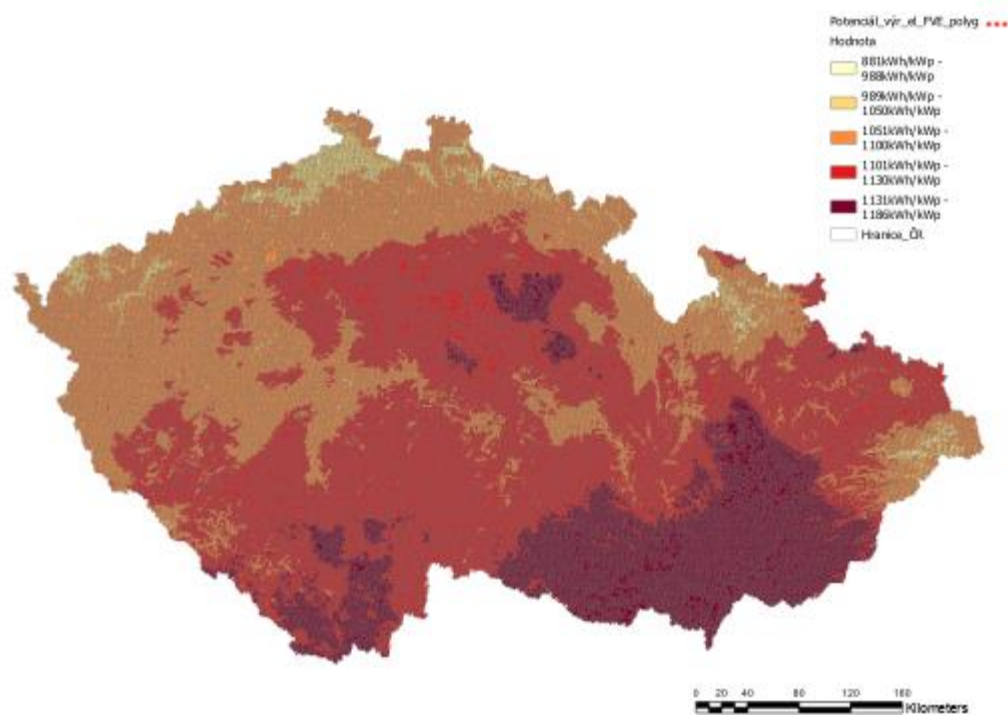 Potenciál_výr_el_FVE_polyg
Hodnota
881kWh/kWp -
988kWh/kWp
989kWh/kWp -
1050kWh/kWp
1051kWh/kWp -
1100kWh/kWp
1101kWh/kWp -
1130kWh/kWp
1131kWh/kWp -
1186kWh/kWp
Hranice_ČR
0 20 40 80 120 160
Kilometers